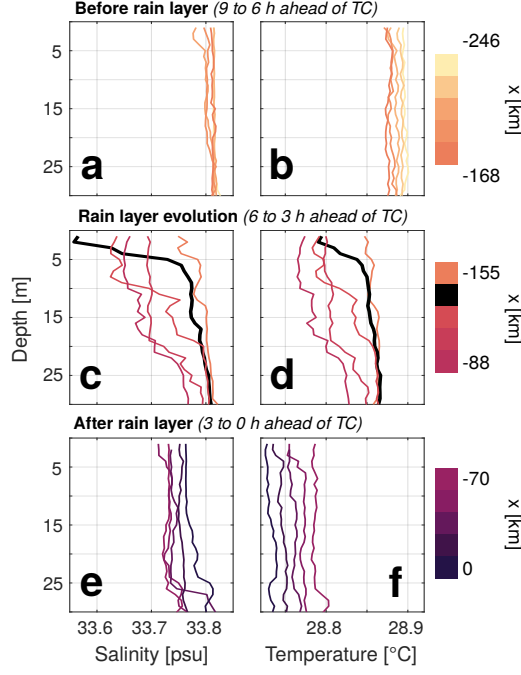 Before rain layer (9 to 6 h ahead of TC)
5
15
25
a
b
-246
-168
x [km]
Rain layer evolution (6 to 3 h ahead of TC)
Depth [m]
5
15
25
c
d
-155
-88
x [km]
After rain layer (3 to 0 h ahead of TC)
5
15
25
e
f
-70
0
x [km]
33.6 33.7 33.8
28.8 28.9
Salinity [psu]
Temperature [°C]